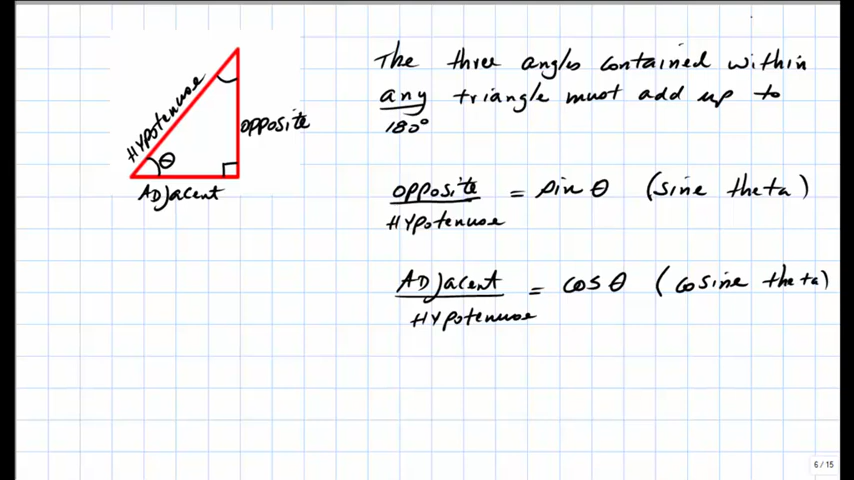 HYPotenuse
θ
OPPOSITE
ADJacent
The three angles contained within
any triangle must add up to
180°
OPPOSITE
HYPotenuse
= sin θ (sine theta)
ADJacent
HYPotenuse
= cos θ (cosine theta)
6 / 15